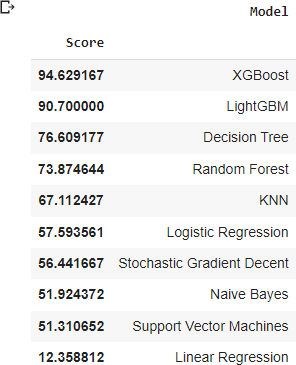 Model
Score
94.629167 XGBoost
90.700000 LightGBM
76.609177 Decision Tree
73.874644 Random Forest
67.112427 KNN
57.593561 Logistic Regression
56.441667 Stochastic Gradient Decent
51.924372 Naive Bayes
51.310652 Support Vector Machines
12.358812 Linear Regression